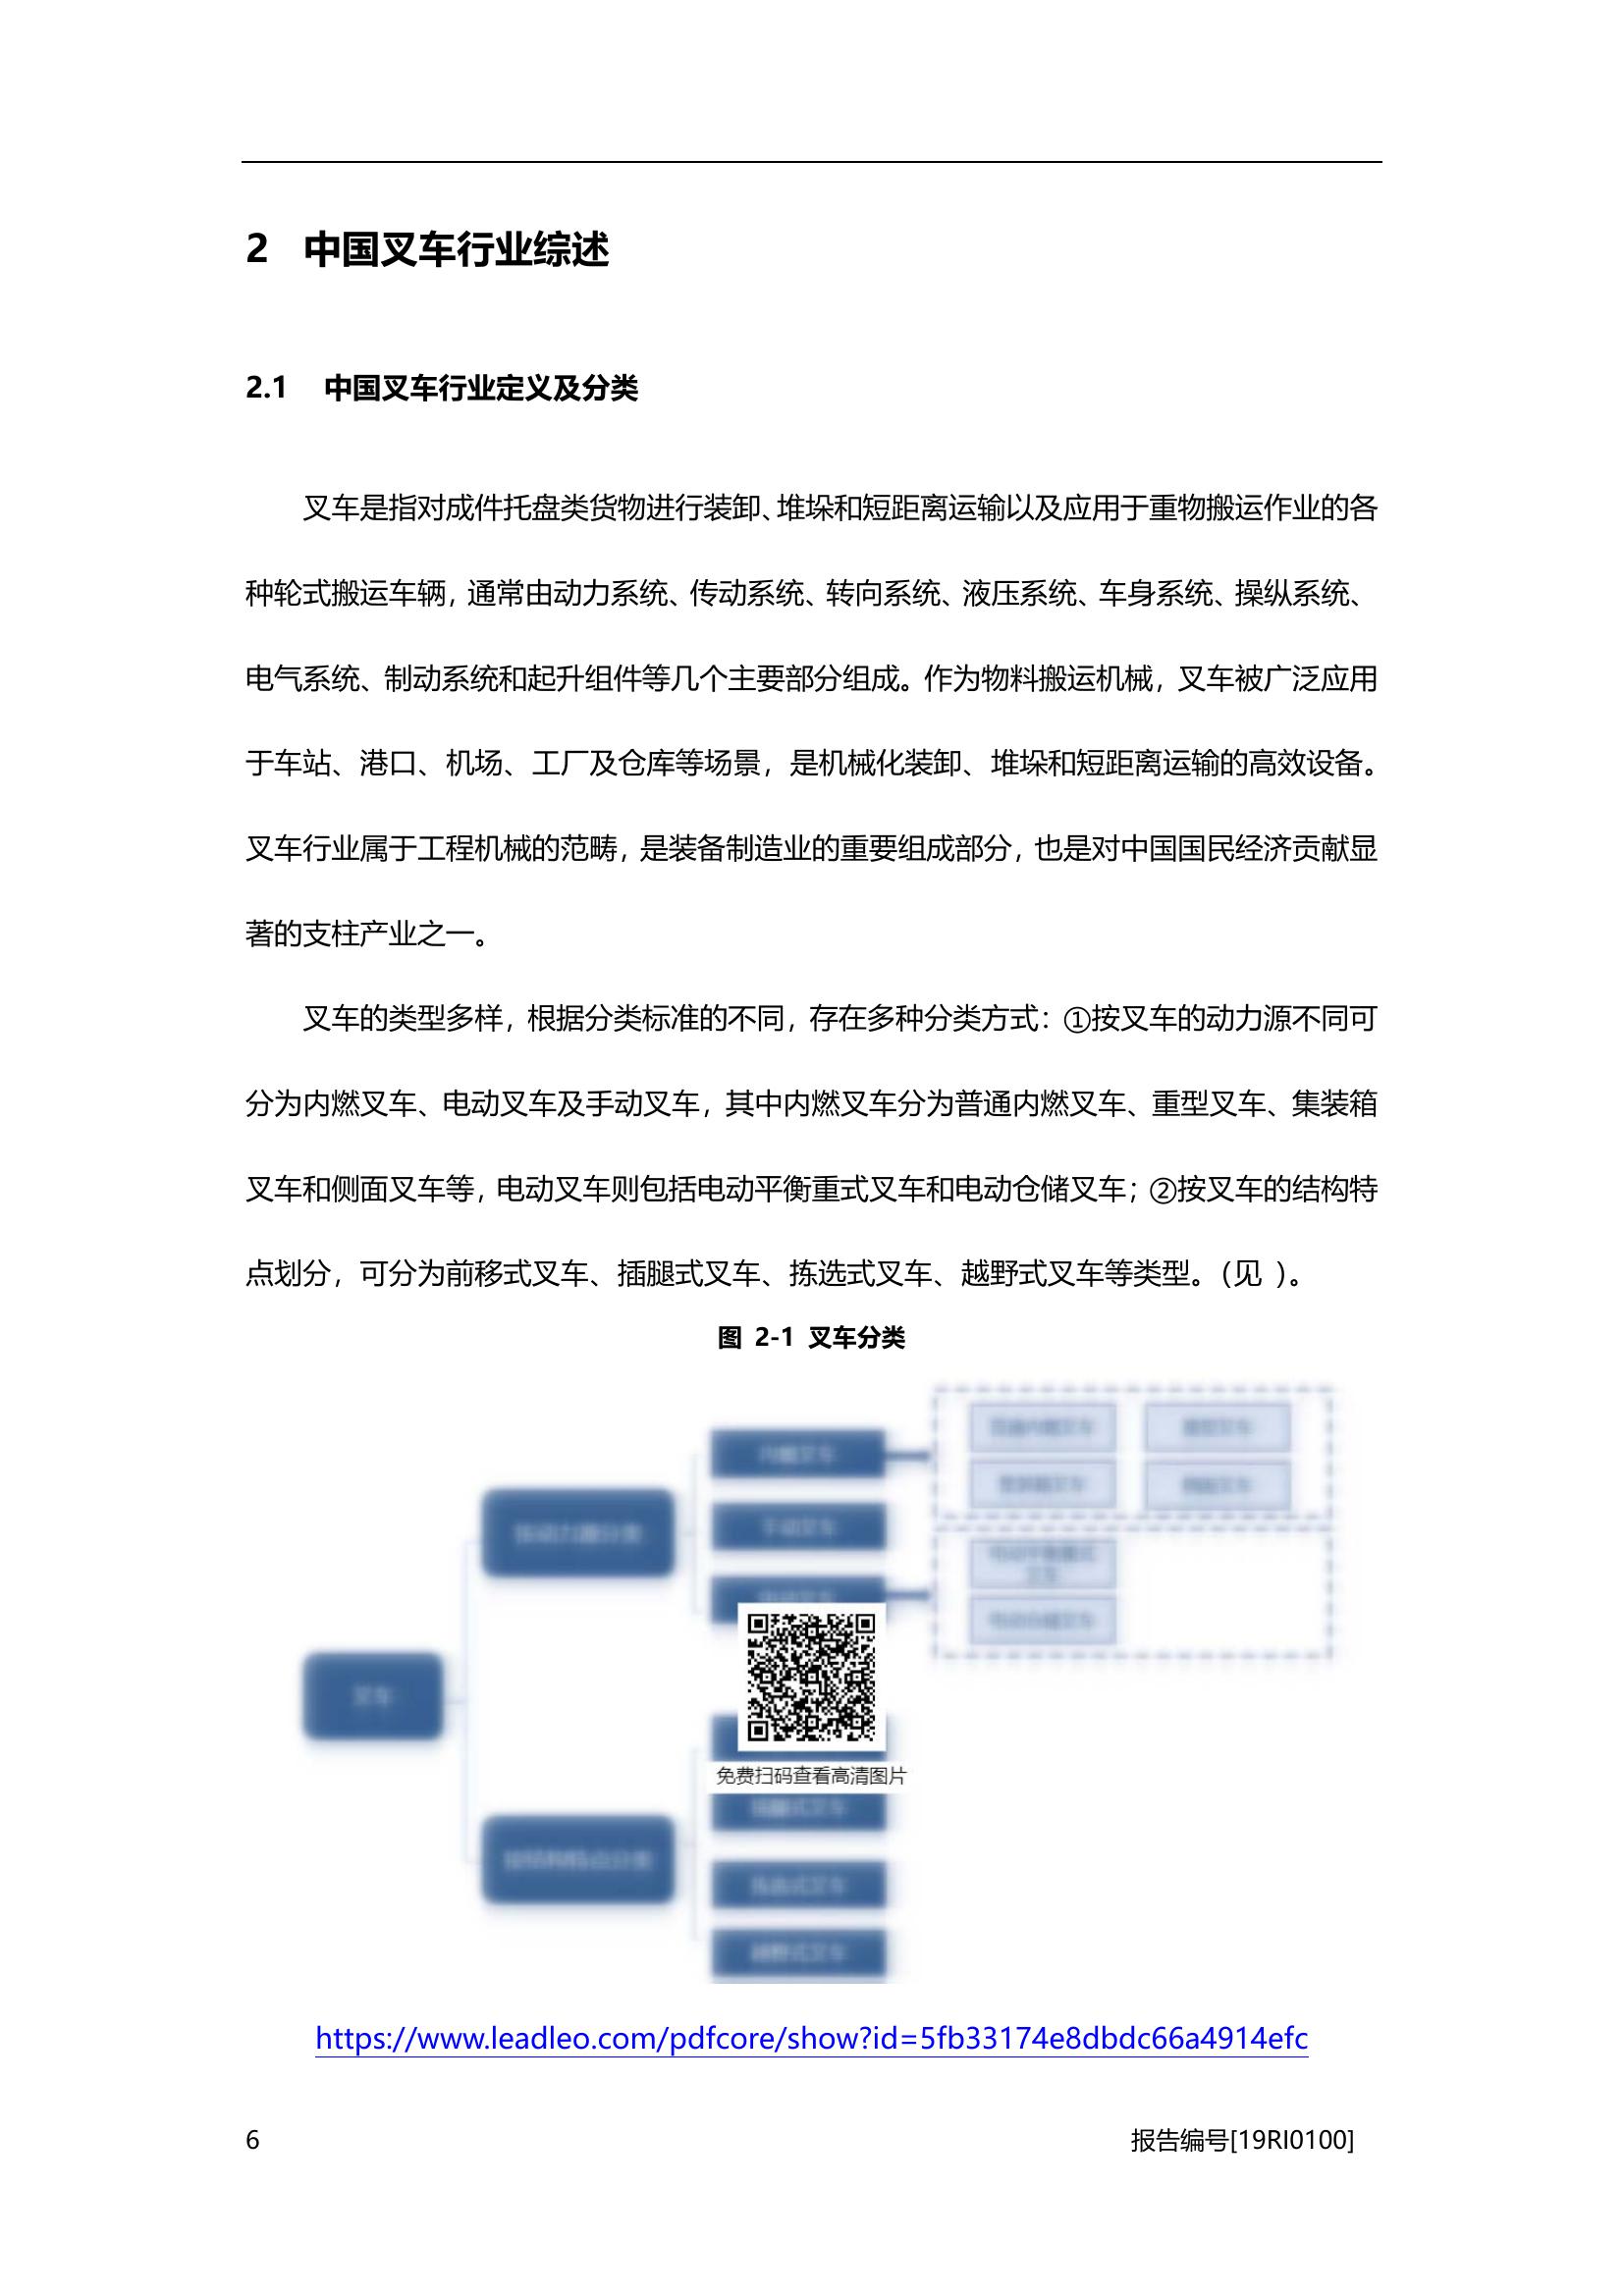 2 中国叉车行业综述
2.1 中国叉车行业定义及分类
叉车是指对成件托盘类货物进行装卸、堆垛和短距离运输以及应用于重物搬运作业的各
种轮式搬运车辆，通常由动力系统、传动系统、转向系统、液压系统、车身系统、操纵系统、
电气系统、制动系统和起升组件等几个主要部分组成。作为物料搬运机械，叉车被广泛应用
于车站、港口、机场、工厂及仓库等场景，是机械化装卸、堆垛和短距离运输的高效设备。
叉车行业属于工程机械的范畴，是装备制造业的重要组成部分，也是对中国国民经济贡献显
著的支柱产业之一。
叉车的类型多样，根据分类标准的不同，存在多种分类方式：①按叉车的动力源不同可
分为内燃叉车、电动叉车及手动叉车，其中内燃叉车分为普通内燃叉车、重型叉车、集装箱
叉车和侧面叉车等，电动叉车则包括电动平衡重式叉车和电动仓储叉车；②按叉车的结构特
点划分，可分为前移式叉车、插腿式叉车、拣选式叉车、越野式叉车等类型。（见 ）。
图 2-1 叉车分类
免费扫码查看高清图片
https://www.leadleo.com/pdfcore/show?id=5fb33174e8dbdc66a4914efc
6
报告编号[19RI0100]